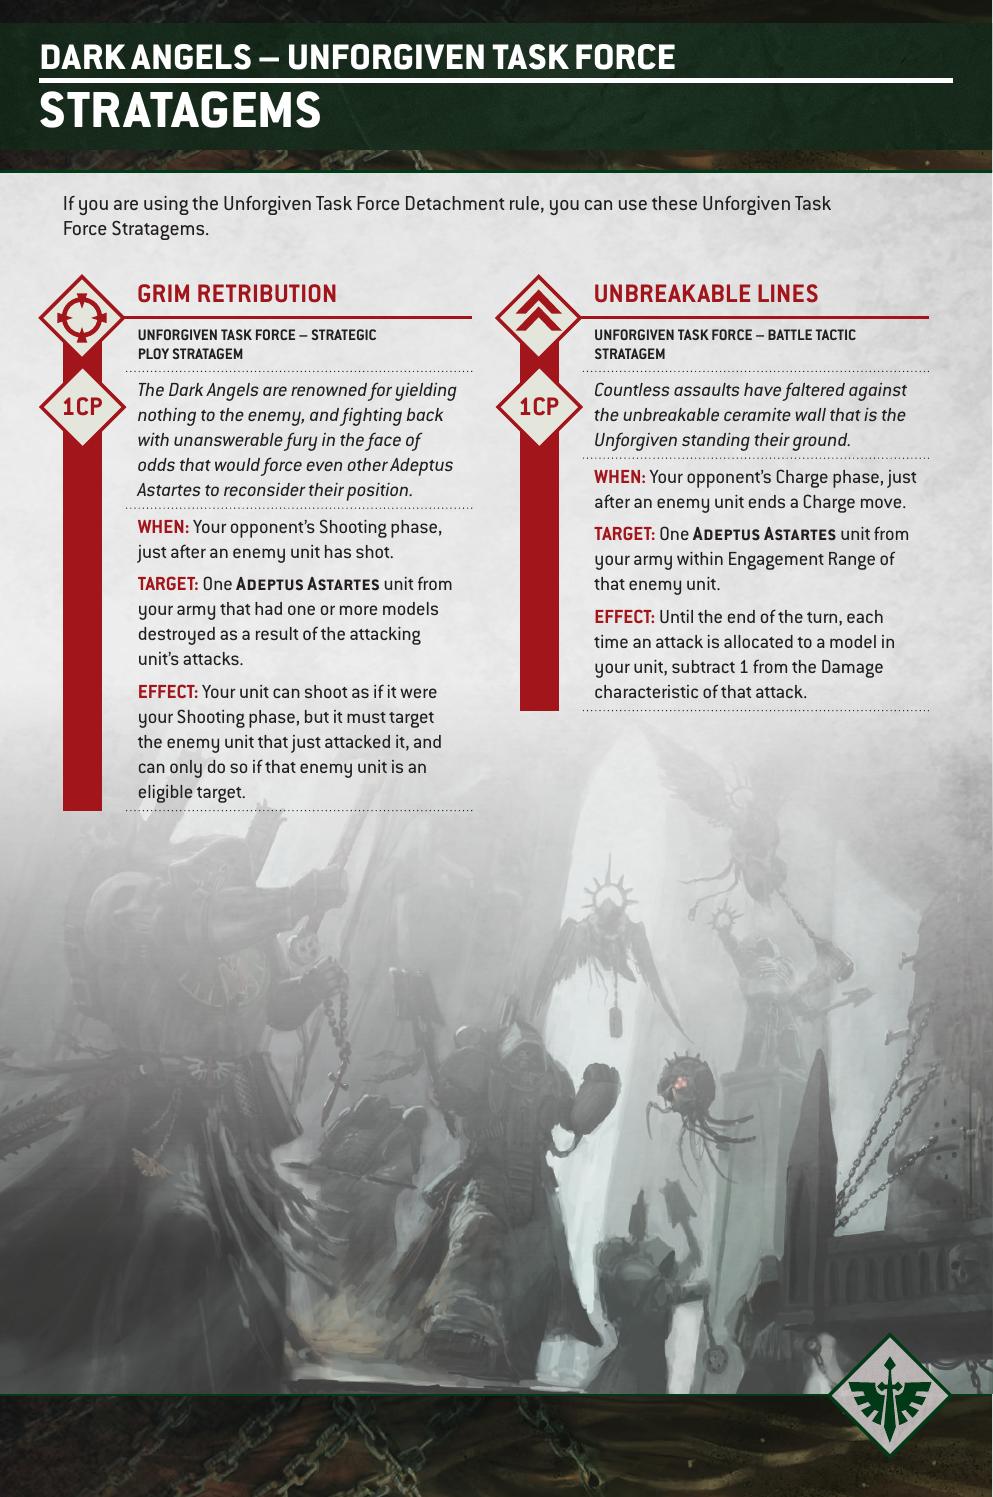 DARK ANGELS – UNFORGIVEN TASK FORCE
STRATAGEMS
If you are using the Unforgiven Task Force Detachment rule, you can use these Unforgiven Task
Force Stratagems.
GRIM RETRIBUTION
UNFORGIVEN TASK FORCE – STRATEGIC
PLOY STRATAGEM
1CP
The Dark Angels are renowned for yielding
nothing to the enemy, and fighting back
with unanswerable fury in the face of
odds that would force even other Adeptus
Astartes to reconsider their position.
WHEN: Your opponent’s Shooting phase,
just after an enemy unit has shot.
TARGET: One ADEPTUS ASTARTES unit from
your army that had one or more models
destroyed as a result of the attacking
unit’s attacks.
EFFECT: Your unit can shoot as if it were
your Shooting phase, but it must target
the enemy unit that just attacked it, and
can only do so if that enemy unit is an
eligible target.
UNBREAKABLE LINES
UNFORGIVEN TASK FORCE – BATTLE TACTIC
STRATAGEM
1CP
Countless assaults have faltered against
the unbreakable ceramite wall that is the
Unforgiven standing their ground.
WHEN: Your opponent’s Charge phase, just
after an enemy unit ends a Charge move.
TARGET: One ADEPTUS ASTARTES unit from
your army within Engagement Range of
that enemy unit.
EFFECT: Until the end of the turn, each
time an attack is allocated to a model in
your unit, subtract 1 from the Damage
characteristic of that attack.